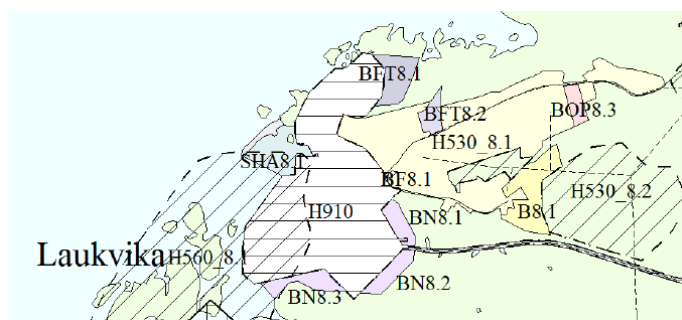 BFT8.1
BFT8.2
BOP8.3
H530_8.1
SHA8.1
BF8.1
H530_8.2
B8.1
BN8.1
H910
Laukvika
H560_8.
BN8.2
BN8.3